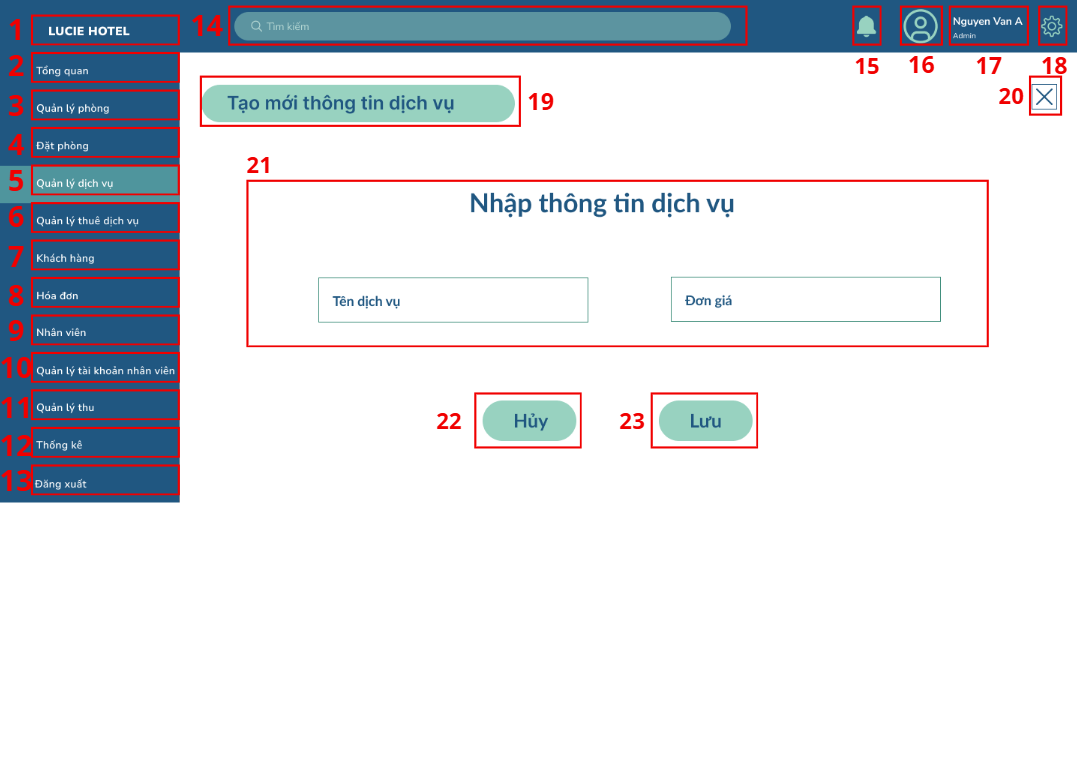 1 LUCIE HOTEL
14 Tìm kiếm
Nguyen Van A
Admin
15 16 17 18
2 Tổng quan
3 Quản lý phòng
4 Đặt phòng
5 Quản lý dịch vụ
6 Quản lý thuê dịch vụ
7 Khách hàng
8 Hóa đơn
9 Nhân viên
10 Quản lý tài khoản nhân viên
11 Quản lý thu
12 Thống kê
13 Đăng xuất
Tạo mới thông tin dịch vụ 19
20
21
Nhập thông tin dịch vụ
Tên dịch vụ
Đơn giá
22 Hủy
23 Lưu